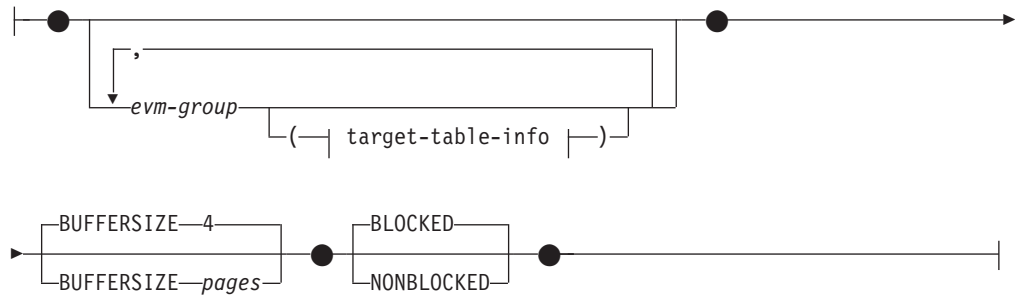 ,
evm-group
( target-table-info )
BUFFERSIZE 4 BLOCKED
BUFFERSIZE pages NONBLOCKED